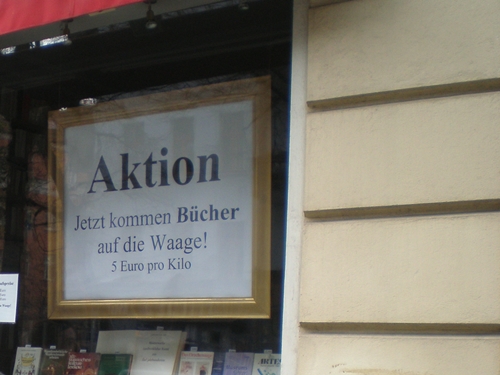 Aktion
Jetzt kommen Bücher
auf die Waage!
5 Euro pro Kilo